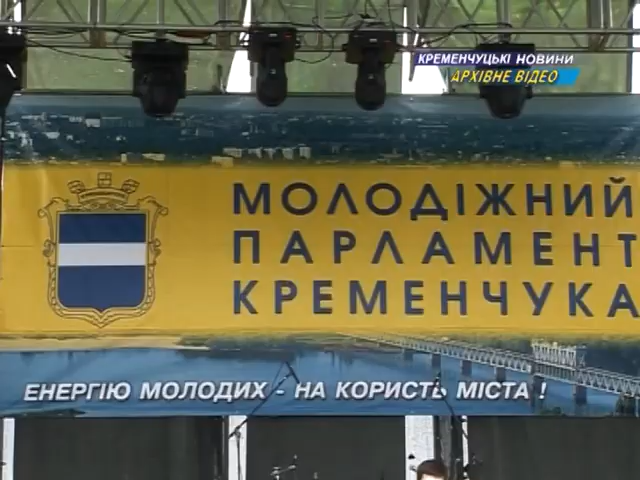 КРЕМЕНЧУЦЬКІ НОВИНИ
АРХІВНЕ ВІДЕО
МОЛОДІЖНИЙ
ПАРЛАМЕНТ
КРЕМЕНЧУКА
ЕНЕРГІЮ МОЛОДИХ - НА КОРИСТЬ МІСТА !